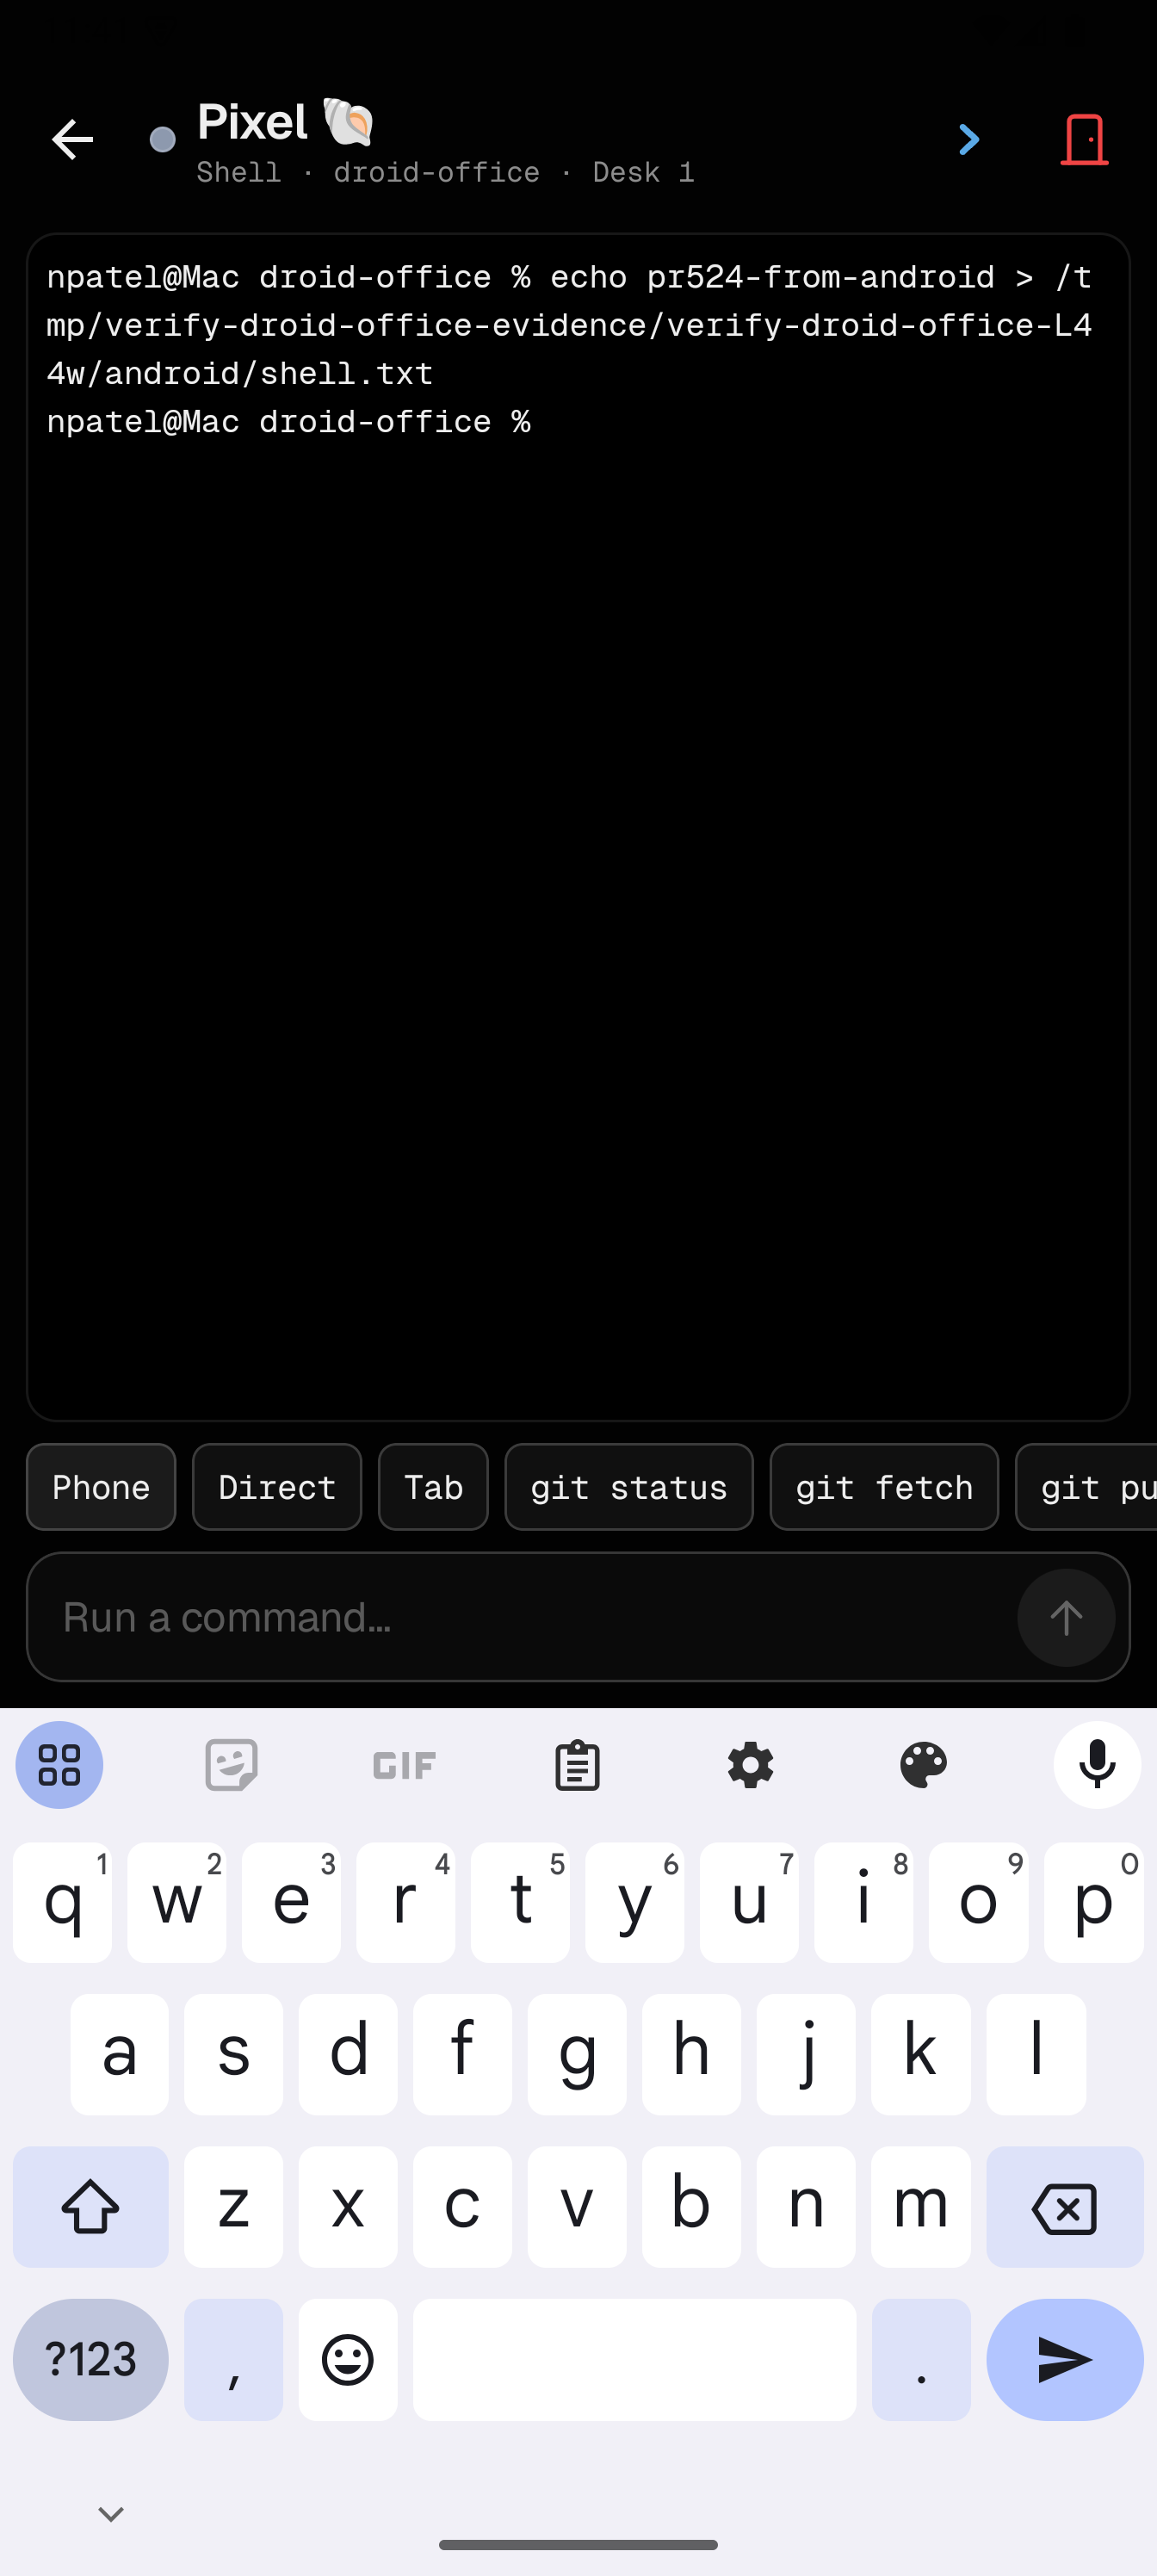 Pixel 🐚
Shell · droid-office · Desk 1
npatel@Mac droid-office % echo pr524-from-android > /t
mp/verify-droid-office-evidence/verify-droid-office-L4
4w/android/shell.txt
npatel@Mac droid-office %
Phone Direct Tab git status git fetch git pu
Run a command...
GIF
q 1 w 2 e 3 r 4 t 5 y 6 u 7 i 8 o 9 p 0
a s d f g h j k l
z x c v b n m
?123 , .